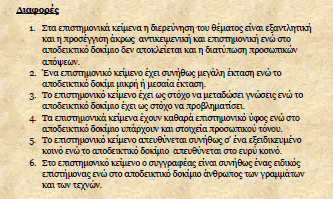 Διαφορές
1. Στα επιστημονικά κείμενα η διερεύνηση του θέματος είναι εξαντλητική
και η προσέγγιση άκρως αντικειμενική και επιστημονική ενώ στο
αποδεικτικό δοκίμιο δεν αποκλείεται και η διατύπωση προσωπικών
απόψεων.
2. Ένα επιστημονικό κείμενο έχει συνήθως μεγάλη έκταση ενώ το
αποδεικτικό δοκίμ μικρή ή μεσαία έκταση.
3. Το επιστημονικό κείμενο έχει ως στόχο να μεταδώσει γνώσεις ενώ το
αποδεικτικό δοκίμιο έχει ως στόχο να προβληματίσει.
4. Τα επιστημονικά κείμενα έχουν καθαρά επιστημονικό ύφος ενώ στο
αποδεικτικό δοκίμιο υπάρχουν και στοιχεία προσωπικού τόνου.
5. Το επιστημονικό κείμενο απευθύνεται συνήθως σ' ένα εξειδικευμένο
κοινό ενώ το αποδεικτικό δοκίμιο απευθύνεται στο ευρύ κοινό.
6. Στο επιστημονικό κείμενο ο συγγραφέας είναι συνήθως ένας ειδικός
επιστήμονας ενώ στο αποδεικτικό δοκίμιο άνθρωπος των γραμμάτων
και των τεχνών.